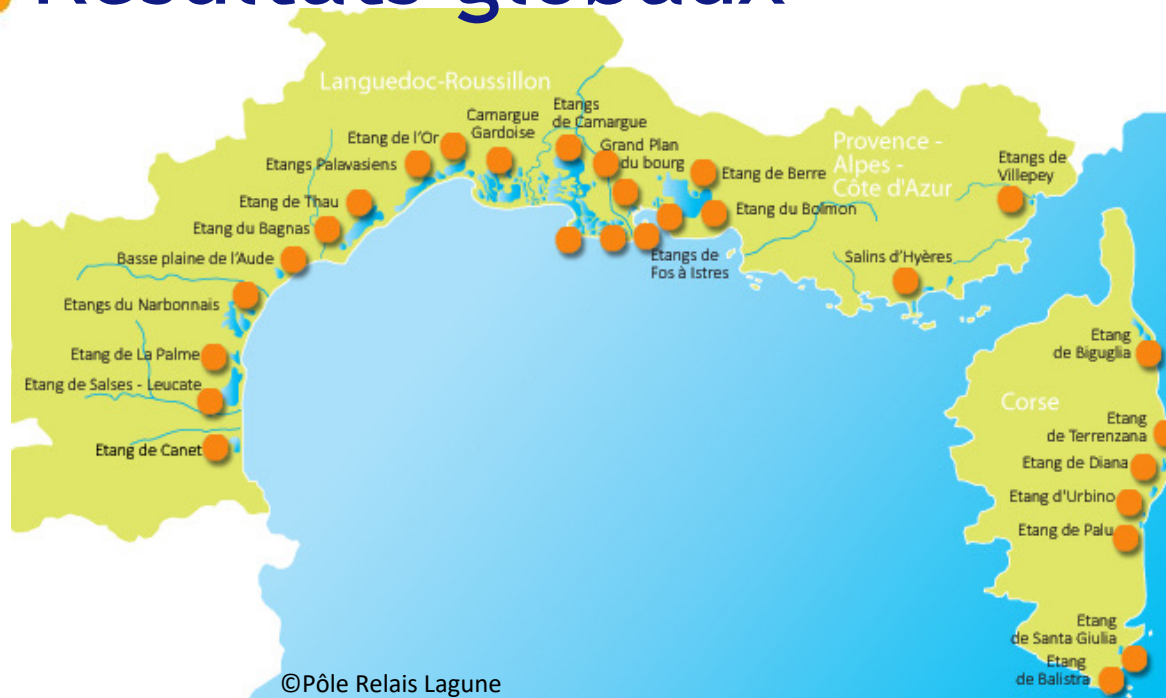 Résultats globaux
Languedoc-Roussillon
Camargue
Gardoise
Etangs
de Camargue
Etang de l'Or
Grand Plan
du bourg
Etangs Palavasiens
Provence -
Alpes -
Côte d'Azur
Etangs de
Villepey
Etang de Berre
Etang de Thau
Etang du Bolmon
Etang du Bagnas
Basse plaine de l'Aude
Etangs de
Fos à Istres
Salins d'Hyères
Etangs du Narbonnais
Etang de La Palme
Etang de Salses - Leucate
Etang de Canet
Etang
de Biguglia
Corse
Etang
de Terrenzana
Etang de Diana
Etang d'Urbino
Etang de Palu
Etang
de Santa Giulia
Etang
de Balistra
©Pôle Relais Lagune